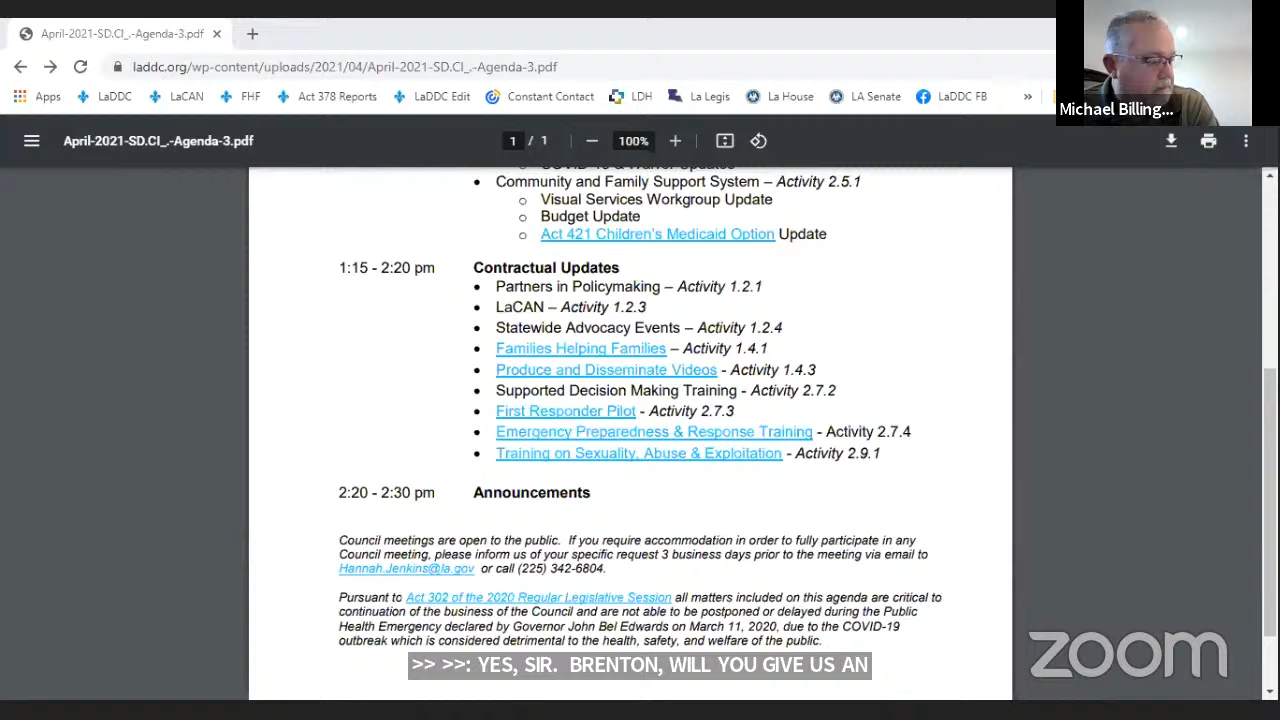 April-2021-SD.CI_.-Agenda-3.pdf
laddc.org/wp-content/uploads/2021/04/April-2021-SD.CI_.-Agenda-3.pdf
Apps LaDDC LaCAN FHF Act 378 Reports LaDDC Edit Constant Contact LDH La Legis La House LA Senate LaDDC FB »
Michael Billing...
April-2021-SD.CI_.-Agenda-3.pdf 1 / 1 100%
COVID-19 & Waiver Updates
• Community and Family Support System – Activity 2.5.1
o Visual Services Workgroup Update
o Budget Update
o Act 421 Children's Medicaid Option Update
1:15 - 2:20 pm Contractual Updates
• Partners in Policymaking – Activity 1.2.1
• LaCAN – Activity 1.2.3
• Statewide Advocacy Events – Activity 1.2.4
• Families Helping Families – Activity 1.4.1
• Produce and Disseminate Videos - Activity 1.4.3
• Supported Decision Making Training - Activity 2.7.2
• First Responder Pilot - Activity 2.7.3
• Emergency Preparedness & Response Training - Activity 2.7.4
• Training on Sexuality, Abuse & Exploitation - Activity 2.9.1
2:20 - 2:30 pm Announcements
Council meetings are open to the public. If you require accommodation in order to fully participate in any
Council meeting, please inform us of your specific request 3 business days prior to the meeting via email to
Hannah.Jenkins@la.gov or call (225) 342-6804.
Pursuant to Act 302 of the 2020 Regular Legislative Session all matters included on this agenda are critical to
continuation of the business of the Council and are not able to be postponed or delayed during the Public
Health Emergency declared by Governor John Bel Edwards on March 11, 2020, due to the COVID-19
outbreak which is considered detrimental to the health, safety, and welfare of the public.
>> >>: YES, SIR. BRENTON, WILL YOU GIVE US AN
zoom